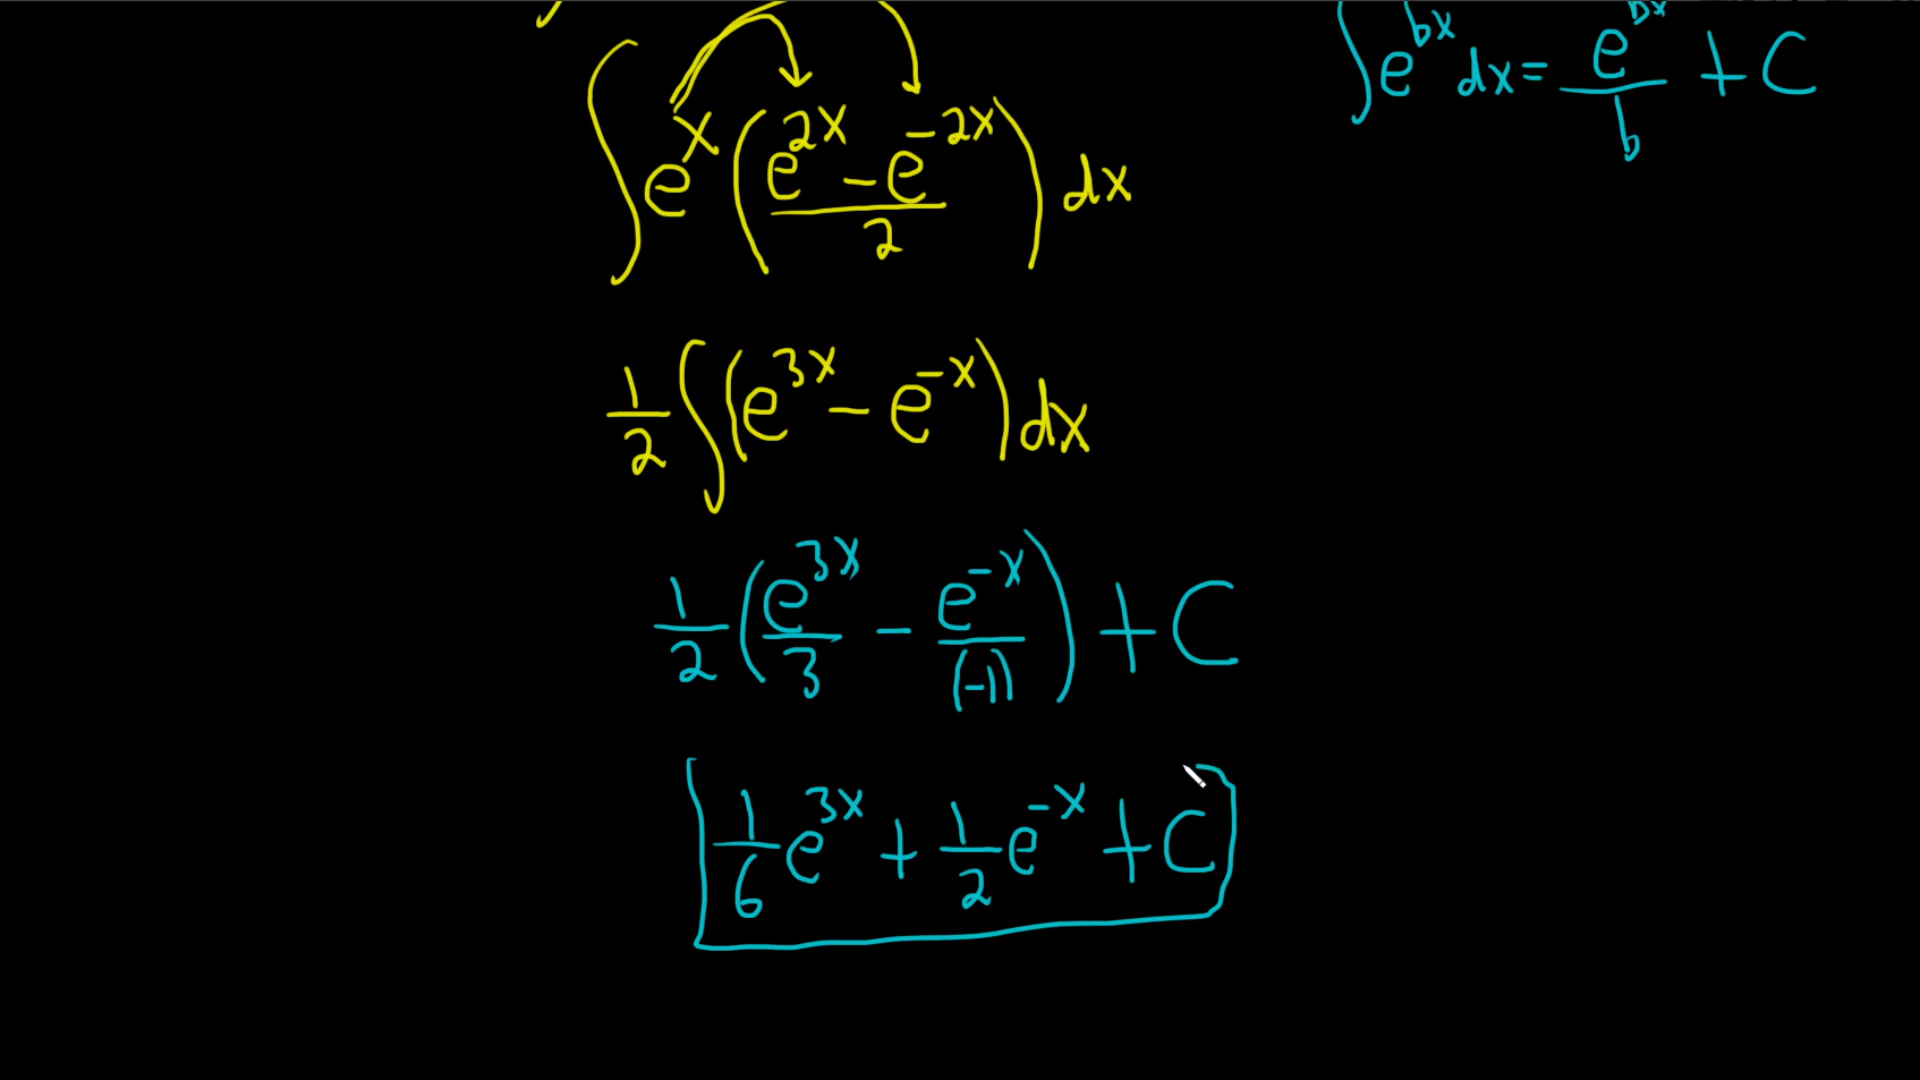 ∫ e^x ( (e^{2x} - e^{-2x}) / 2 ) dx
∫ e^{bx} dx = e^{bx} / b + C
1/2 ∫ (e^{3x} - e^{-x}) dx
1/2 ( e^{3x} / 3 - e^{-x} / (-1) ) + C
1/6 e^{3x} + 1/2 e^{-x} + C